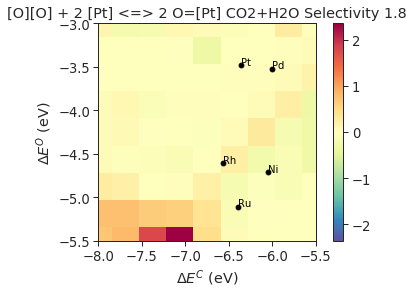 [O][O] + 2 [Pt] <=> 2 O=[Pt] CO2+H2O Selectivity 1.8
−3.0
−3.5
−4.0
−4.5
−5.0
−5.5
ΔE^O (eV)
Pt
Pd
Rh
Ni
Ru
−8.0 −7.5 −7.0 −6.5 −6.0 −5.5
ΔE^C (eV)
2
1
0
−1
−2